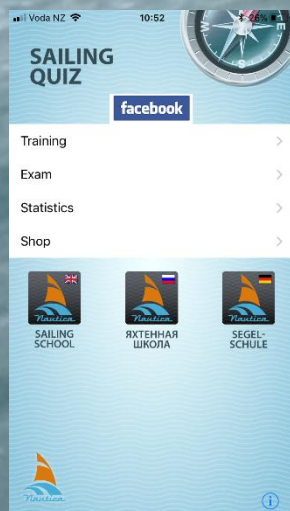 Voda NZ 10:52 26%
SAILING
QUIZ
facebook
Training
Exam
Statistics
Shop
Nautica Nautica Nautica
SAILING
SCHOOL
ЯХТЕННАЯ
ШКОЛА
SEGEL-
SCHULE
Nautica